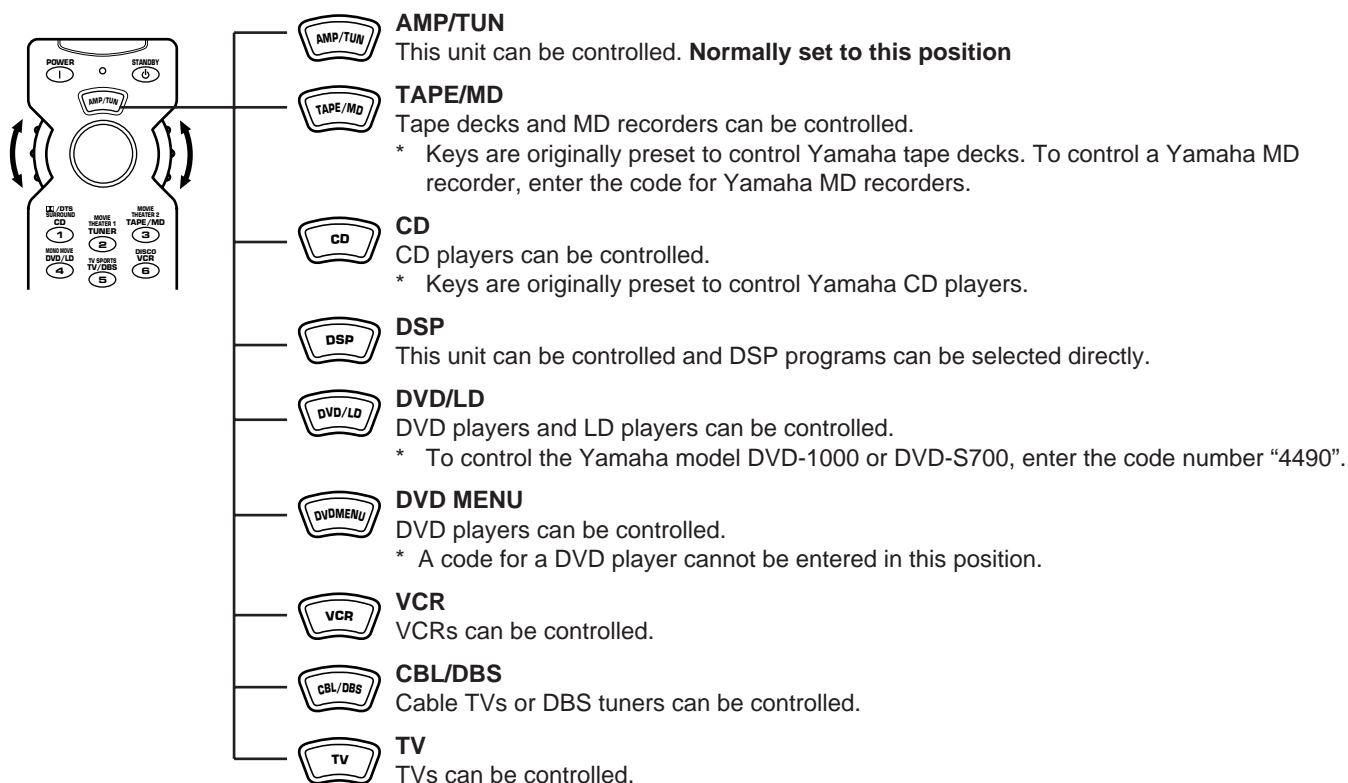 POWER
STANDBY
AMP/TUN
/DTS
SURROUND
CD
1
MOVIE
THEATER 1
TUNER
2
MOVIE
THEATER 2
TAPE/MD
3
MONO MOVIE
DVD/LD
4
TV SPORTS
TV/DBS
5
DISCO
VCR
6
AMP/TUN
AMP/TUN
This unit can be controlled. Normally set to this position
TAPE/MD
TAPE/MD
Tape decks and MD recorders can be controlled.
* Keys are originally preset to control Yamaha tape decks. To control a Yamaha MD
recorder, enter the code for Yamaha MD recorders.
CD
CD
CD players can be controlled.
* Keys are originally preset to control Yamaha CD players.
DSP
DSP
This unit can be controlled and DSP programs can be selected directly.
DVD/LD
DVD/LD
DVD players and LD players can be controlled.
* To control the Yamaha model DVD-1000 or DVD-S700, enter the code number “4490”.
DVDMENU
DVD MENU
DVD players can be controlled.
* A code for a DVD player cannot be entered in this position.
VCR
VCR
VCRs can be controlled.
CBL/DBS
CBL/DBS
Cable TVs or DBS tuners can be controlled.
TV
TV
TVs can be controlled.